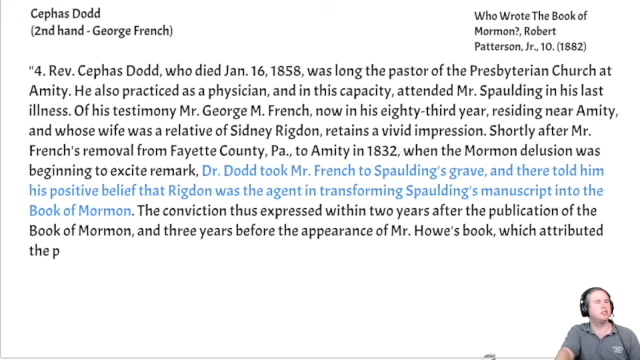 Cephas Dodd
(2nd hand - George French)
Who Wrote The Book of
Mormon?, Robert
Patterson, Jr., 10. (1882)
"4. Rev. Cephas Dodd, who died Jan. 16, 1858, was long the pastor of the Presbyterian Church at
Amity. He also practiced as a physician, and in this capacity, attended Mr. Spaulding in his last
illness. Of his testimony Mr. George M. French, now in his eighty-third year, residing near Amity,
and whose wife was a relative of Sidney Rigdon, retains a vivid impression. Shortly after Mr.
French's removal from Fayette County, Pa., to Amity in 1832, when the Mormon delusion was
beginning to excite remark, Dr. Dodd took Mr. French to Spaulding's grave, and there told him
his positive belief that Rigdon was the agent in transforming Spaulding's manuscript into the
Book of Mormon. The conviction thus expressed within two years after the publication of the
Book of Mormon, and three years before the appearance of Mr. Howe's book, which attributed
the p